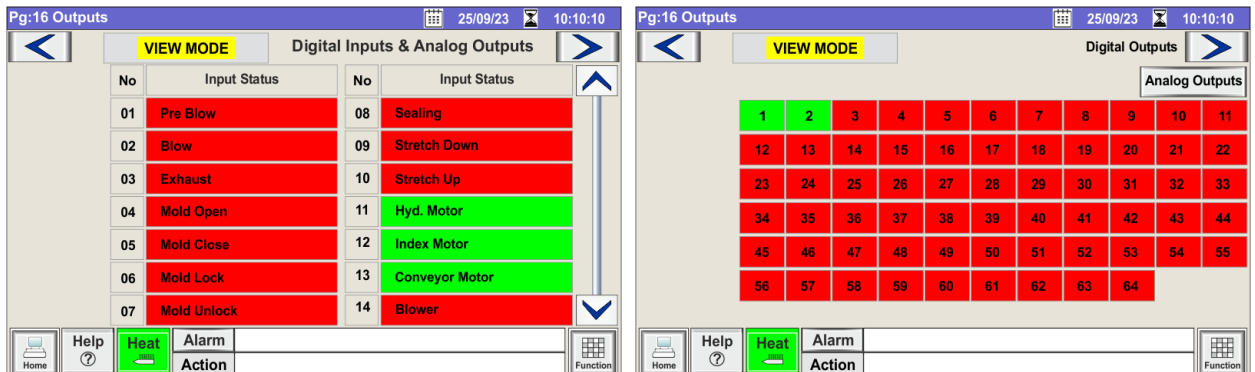 Pg:16 Outputs 25/09/23 10:10:10
VIEW MODE Digital Inputs & Analog Outputs
No Input Status No Input Status
01 Pre Blow 08 Sealing
02 Blow 09 Stretch Down
03 Exhaust 10 Stretch Up
04 Mold Open 11 Hyd. Motor
05 Mold Close 12 Index Motor
06 Mold Lock 13 Conveyor Motor
07 Mold Unlock 14 Blower
Home Help ? Heat Alarm Function
Action
Pg:16 Outputs 25/09/23 10:10:10
VIEW MODE Digital Outputs
Analog Outputs
1 2 3 4 5 6 7 8 9 10 11
12 13 14 15 16 17 18 19 20 21 22
23 24 25 26 27 28 29 30 31 32 33
34 35 36 37 38 39 40 41 42 43 44
45 46 47 48 49 50 51 52 53 54 55
56 57 58 59 60 61 62 63 64
Home Help ? Heat Alarm Function
Action